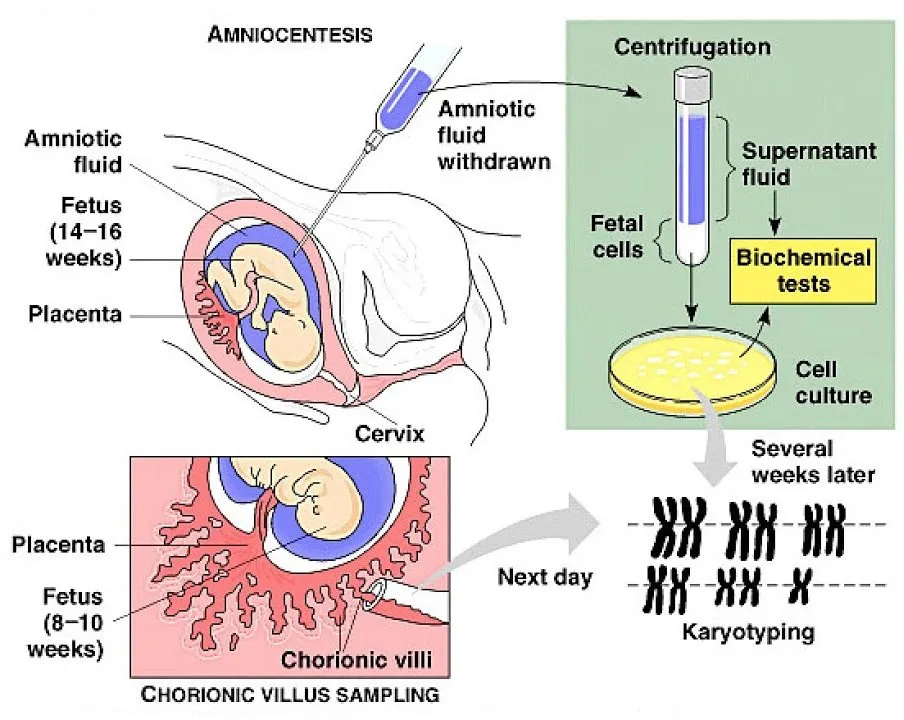 AMNIOCENTESIS
Amniotic
fluid
Fetus
(14–16
weeks)
Placenta
Cervix
Amniotic
fluid
withdrawn
Centrifugation
Supernatant
fluid
Fetal
cells
Biochemical
tests
Cell
culture
Several
weeks later
Karyotyping
Next day
Placenta
Fetus
(8–10
weeks)
Chorionic villi
CHORIONIC VILLUS SAMPLING